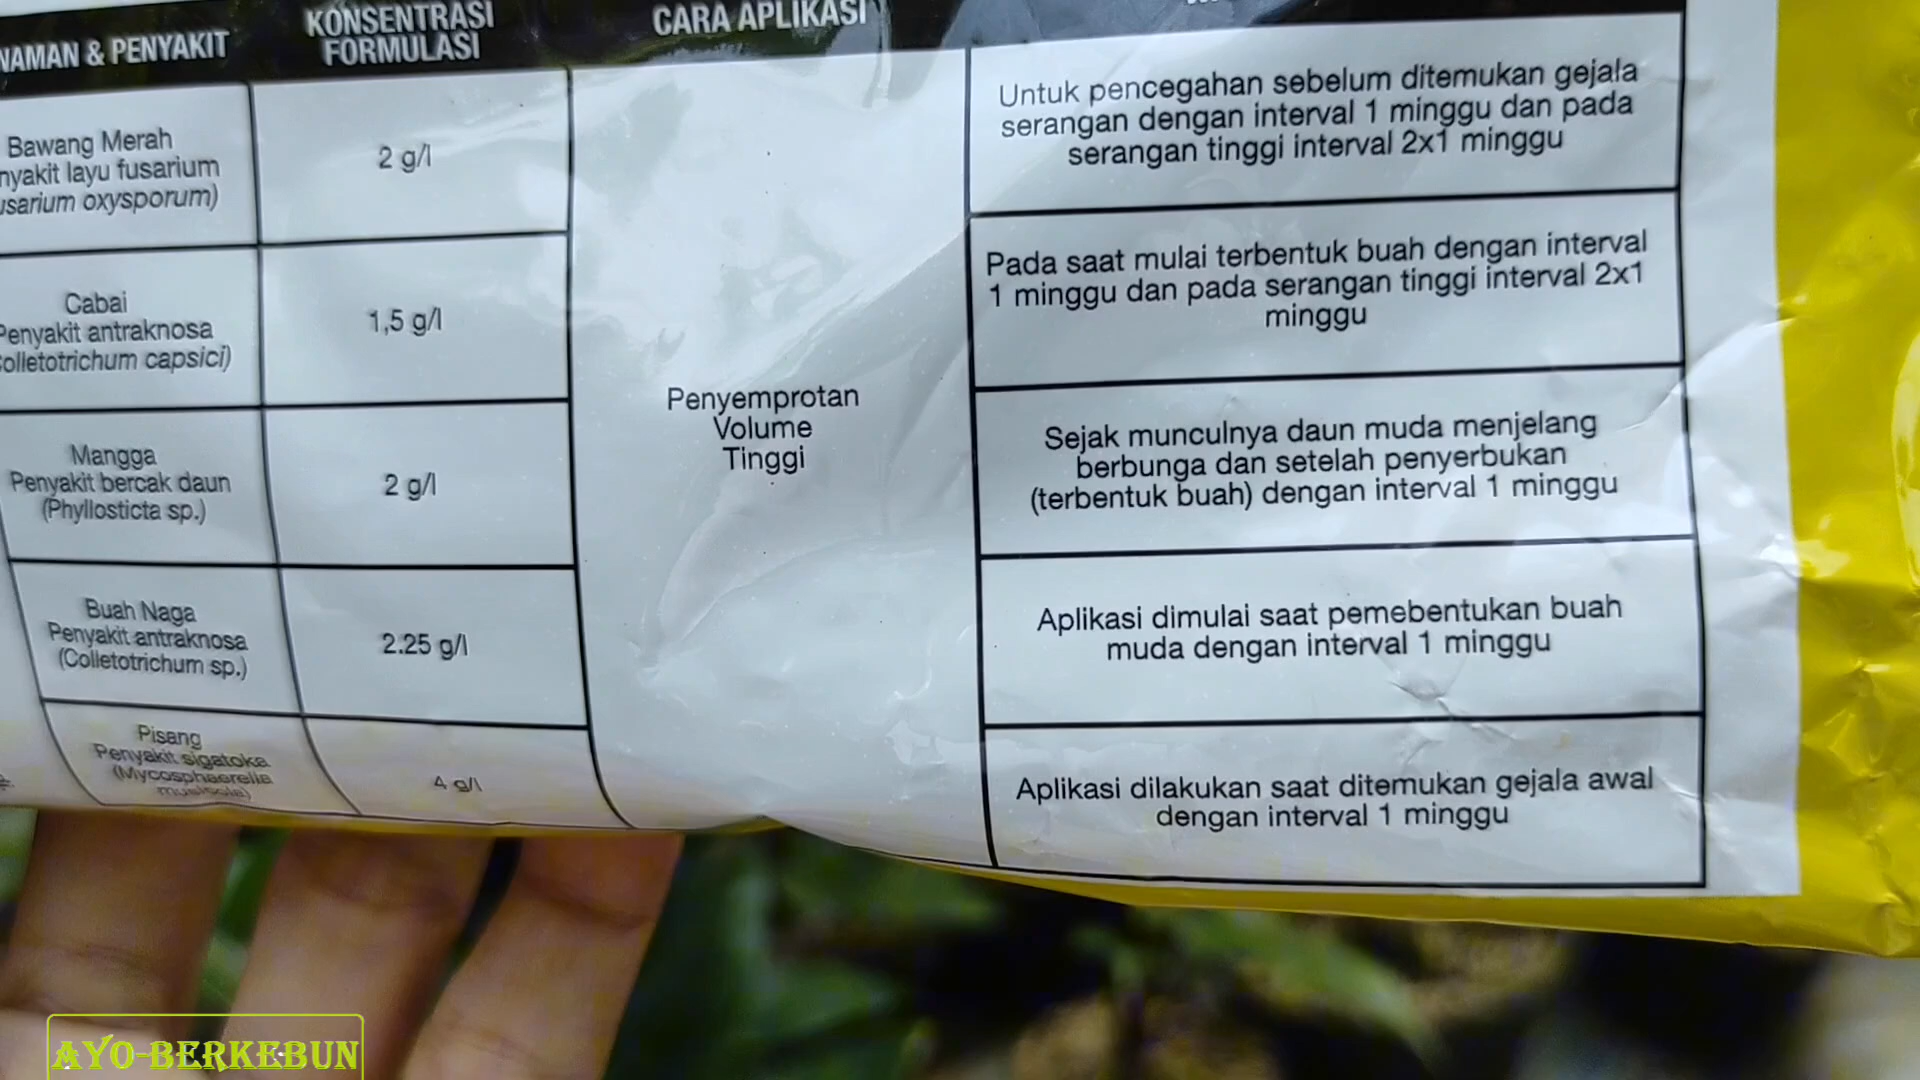 & PENYAKIT
KONSENTRASI
FORMULASI
CARA APLIKASI
Bawang Merah
layu fusarium
oxysporum)
2 g/l
Untuk pencegahan sebelum ditemukan gejala
serangan dengan interval 1 minggu dan pada
serangan tinggi interval 2x1 minggu
Cabai
Penyakit antraknosa
capsici)
1,5 g/l
Pada saat mulai terbentuk buah dengan interval
1 minggu dan pada serangan tinggi interval 2x1
minggu
Mangga
Penyakit bercak daun
(Phyllosticta sp.)
2 g/l
Penyemprotan
Volume
Tinggi
Sejak munculnya daun muda menjelang
berbunga dan setelah penyerbukan
(terbentuk buah) dengan interval 1 minggu
Buah Naga
Penyakit antraknosa
(Colletotrichum sp.)
2.25 g/l
Aplikasi dimulai saat pemebentukan buah
muda dengan interval 1 minggu
Pisang
Penyakit sigatoka
(Mycosphaerella
musicola)
4 g/l
Aplikasi dilakukan saat ditemukan gejala awal
dengan interval 1 minggu
AYO-BERKEBUN